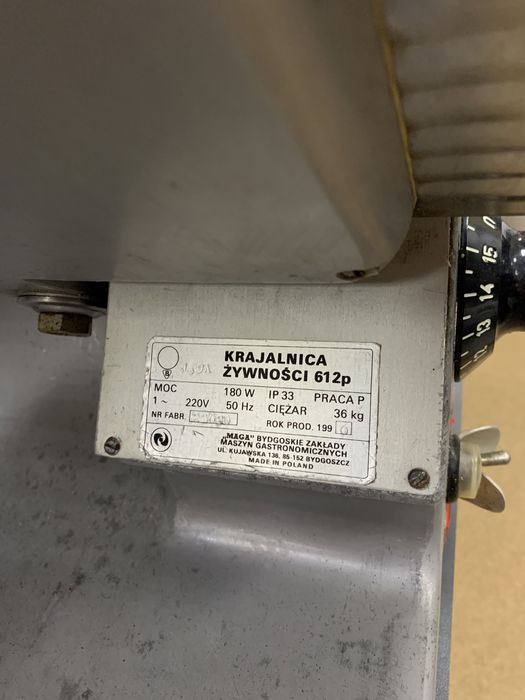 KRAJALNICA
ŻYWNOŚCI 612p
MOC 180 W IP 33 PRACA P
1 ~ 220V 50 Hz CIĘŻAR 36 kg
NR FABR. ROK PROD. 199
"MAGA" BYDGOSKIE ZAKŁADY
MASZYN GASTRONOMICZNYCH
UL. KUJAWSKA 136, 85-152 BYDGOSZCZ
MADE IN POLAND
15
14
13